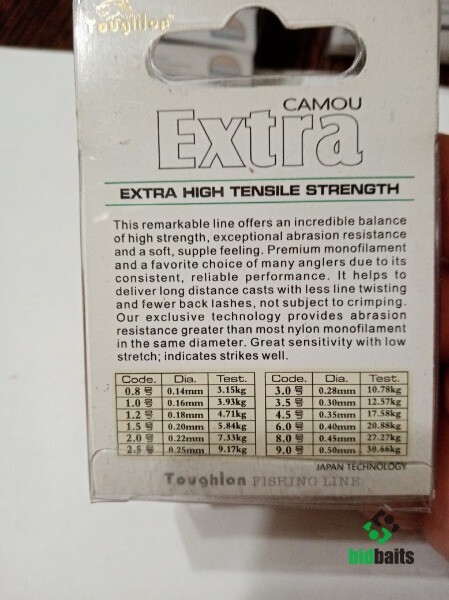 Toughlon
CAMOU
Extra
EXTRA HIGH TENSILE STRENGTH
This remarkable line offers an incredible balance
of high strength, exceptional abrasion resistance
and a soft, supple feeling. Premium monofilament
and a favorite choice of many anglers due to its
consistent, reliable performance. It helps to
deliver long distance casts with less line twisting
and fewer back lashes, not subject to crimping.
Our exclusive technology provides abrasion
resistance greater than most nylon monofilament
in the same diameter. Great sensitivity with low
stretch; indicates strikes well.
Code. Dia. Test. Code. Dia. Test.
0.8号 0.14mm 3.15kg 3.0号 0.28mm 10.78kg
1.0号 0.16mm 3.93kg 3.5号 0.30mm 12.57kg
1.2号 0.18mm 4.71kg 4.5号 0.35mm 17.58kg
1.5号 0.20mm 5.84kg 6.0号 0.40mm 20.88kg
2.0号 0.22mm 7.33kg 8.0号 0.45mm 27.27kg
2.5号 0.25mm 9.17kg 9.0号 0.50mm 30.66kg
JAPAN TECHNOLOGY
Toughlon FISHING LINE
bidbaits